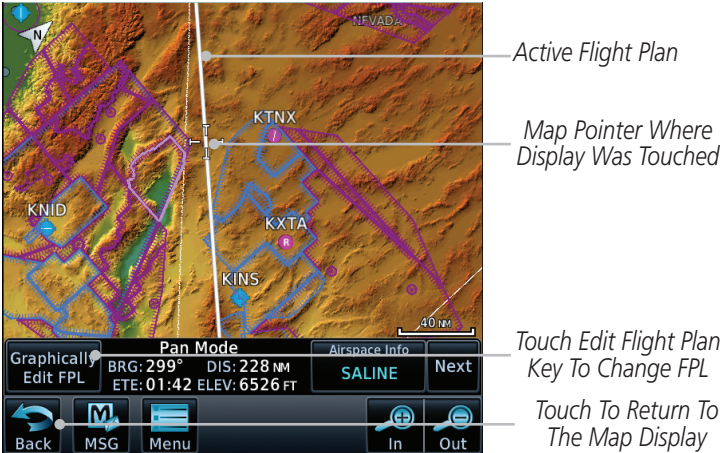 N
NEVADA
Active Flight Plan
KTNX
Map Pointer Where
Display Was Touched
KNID
KXTA
R
KINS
40 NM
Graphically
Edit FPL
Pan Mode
BRG: 299° DIS: 228 NM
ETE: 01:42 ELEV: 6526 FT
Airspace Info
SALINE
Next
Touch Edit Flight Plan
Key To Change FPL
Back
M
MSG
Menu
In
Out
Touch To Return To
The Map Display